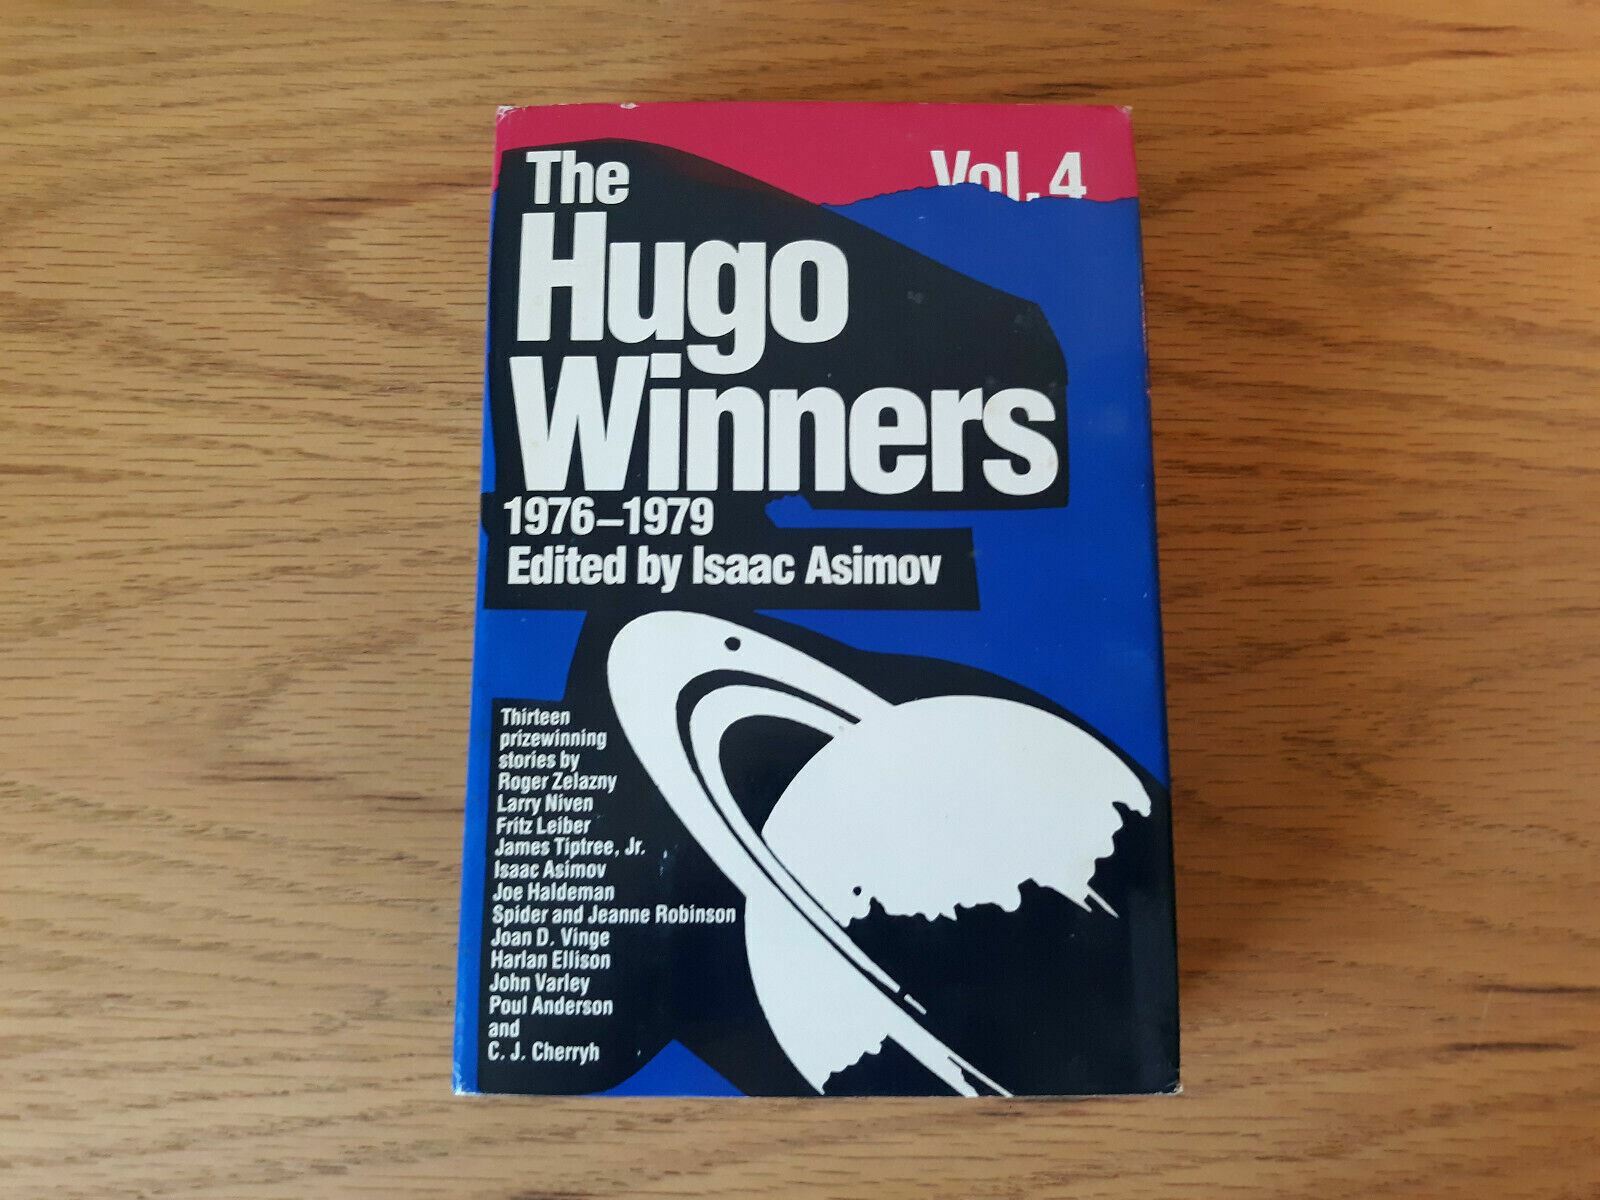 The Vol. 4
Hugo
Winners
1976–1979
Edited by Isaac Asimov
Thirteen
prizewinning
stories by
Roger Zelazny
Larry Niven
Fritz Leiber
James Tiptree, Jr.
Isaac Asimov
Joe Haldeman
Spider and Jeanne Robinson
Joan D. Vinge
Harlan Ellison
John Varley
Poul Anderson
and
C. J. Cherryh